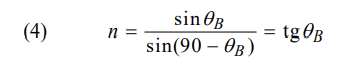 (4) n = sin θ_B / sin(90 − θ_B) = tg θ_B